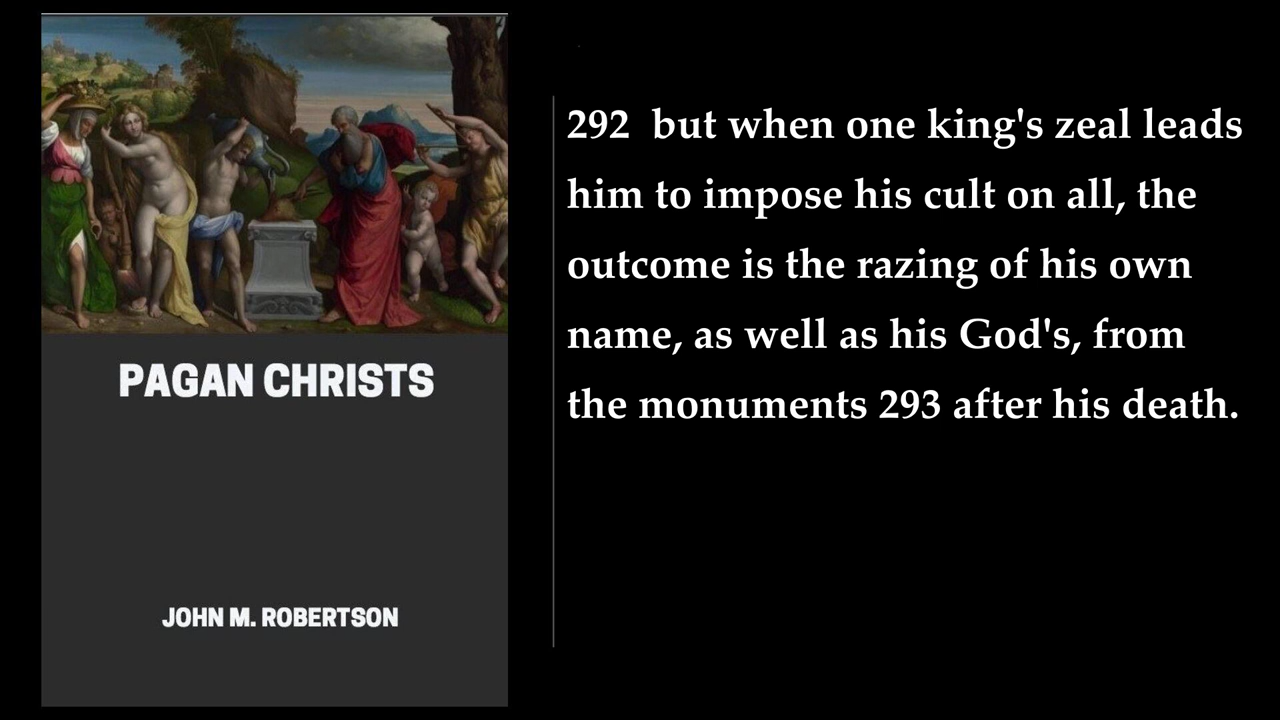 PAGAN CHRISTS
JOHN M. ROBERTSON
292 but when one king's zeal leads
him to impose his cult on all, the
outcome is the razing of his own
name, as well as his God's, from
the monuments 293 after his death.